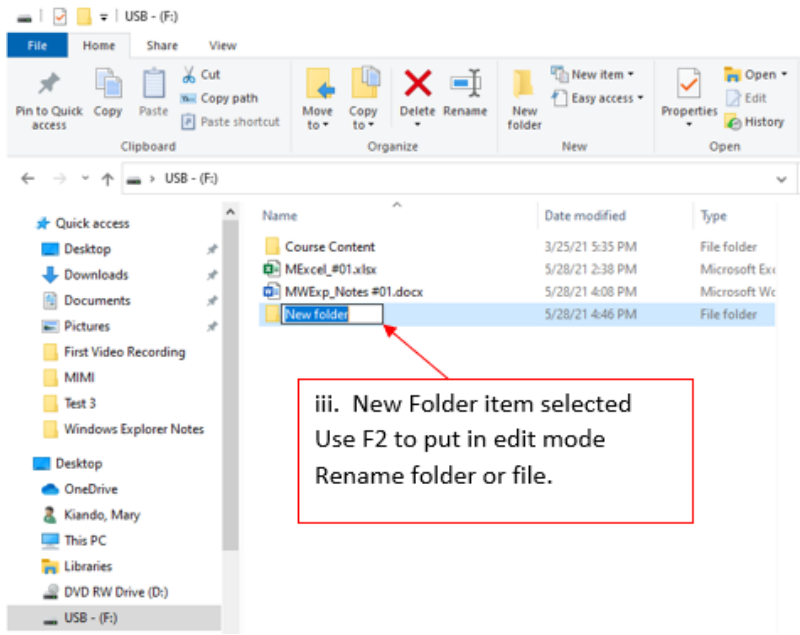 USB - (F:)
File Home Share View
Pin to Quick access
Copy
Paste
Cut
Copy path
Paste shortcut
Clipboard
Move to
Copy to
Delete
Rename
Organize
New folder
New item
Easy access
New
Properties
Open
Edit
History
Open
USB - (F:)
Quick access
Desktop
Downloads
Documents
Pictures
First Video Recording
MIMI
Test 3
Windows Explorer Notes
Desktop
OneDrive
Kiando, Mary
This PC
Libraries
DVD RW Drive (D:)
USB - (F:)
Name Date modified Type
Course Content 3/25/21 5:35 PM File folder
MExcel_#01.xlsx 5/28/21 2:38 PM Microsoft Exc
MWExp_Notes #01.docx 5/28/21 4:08 PM Microsoft Wc
New folder 5/28/21 4:46 PM File folder
iii. New Folder item selected
Use F2 to put in edit mode
Rename folder or file.